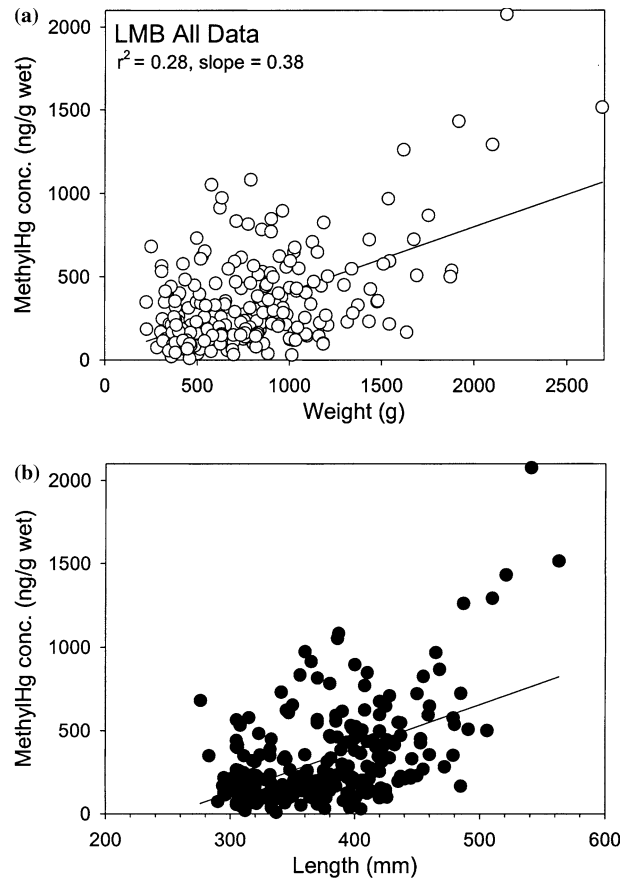 (a)
LMB All Data
r² = 0.28, slope = 0.38
MethylHg conc. (ng/g wet)
2000
1500
1000
500
0
0 500 1000 1500 2000 2500
Weight (g)
(b)
MethylHg conc. (ng/g wet)
2000
1500
1000
500
0
200 300 400 500 600
Length (mm)